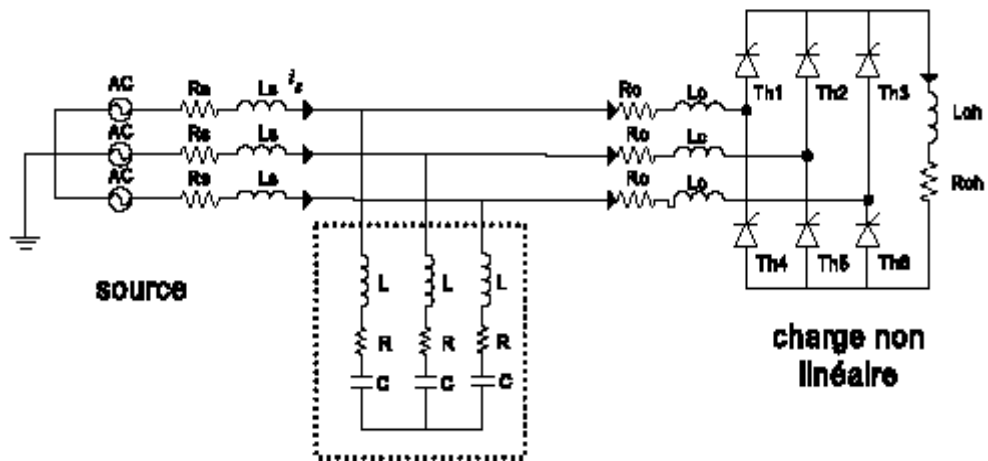 AC
Rs
Ls
is
Rc
Lc
Th1
Th2
Th3
AC
Rs
Ls
Rc
Lc
Lch
AC
Rs
Ls
Rc
Lc
Rch
Th4
Th5
Th6
source
L
L
L
R
R
R
C
C
C
charge non
linéaire